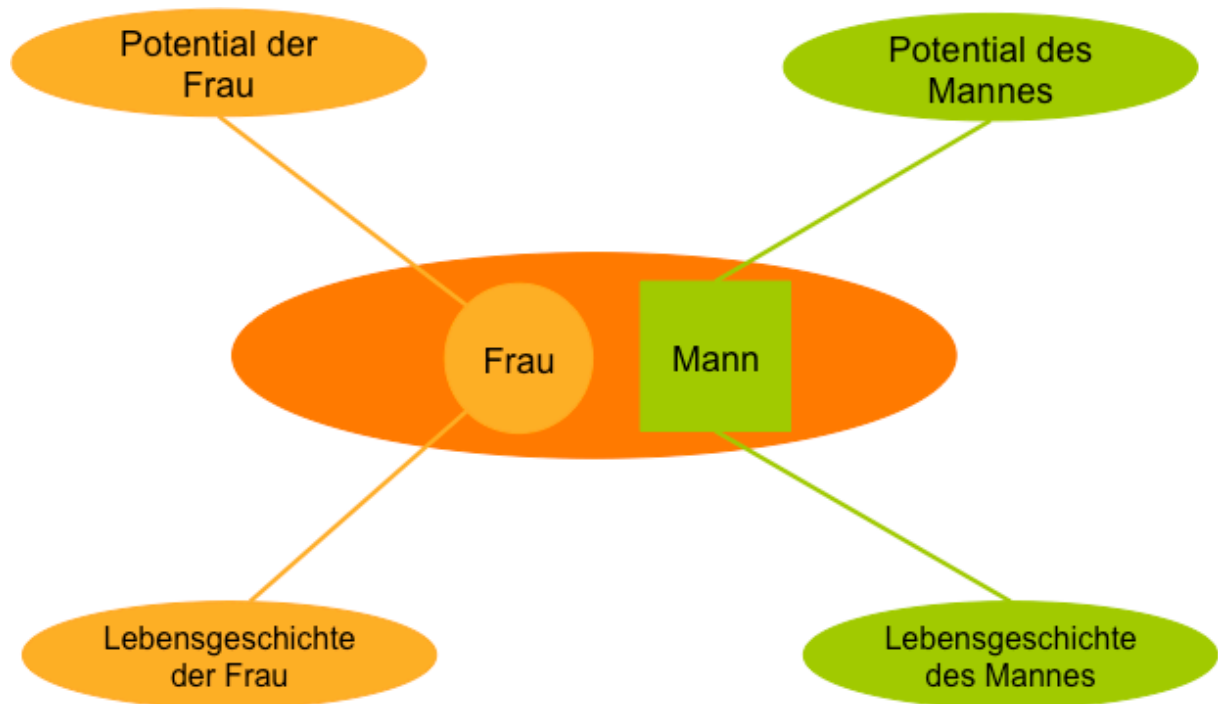 Potential der
Frau
Potential des
Mannes
Frau
Mann
Lebensgeschichte
der Frau
Lebensgeschichte
des Mannes